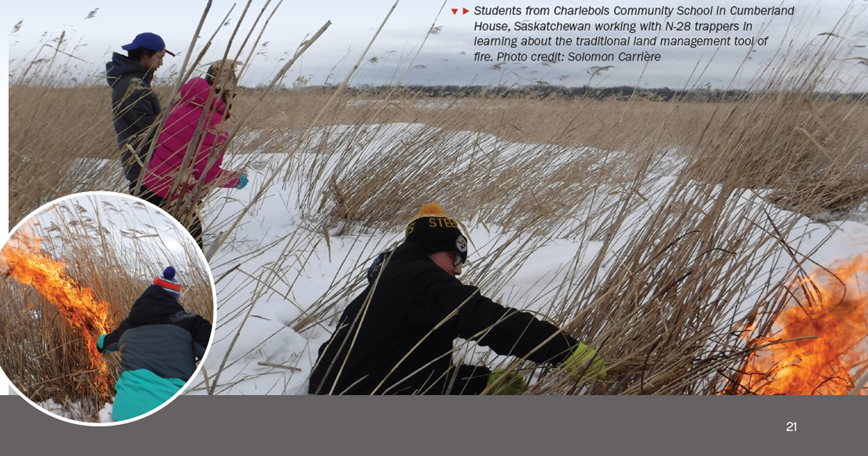 Students from Charlebois Community School in Cumberland
House, Saskatchewan working with N-28 trappers in
learning about the traditional land management tool of
fire. Photo credit: Solomon Carrière
STEE
21